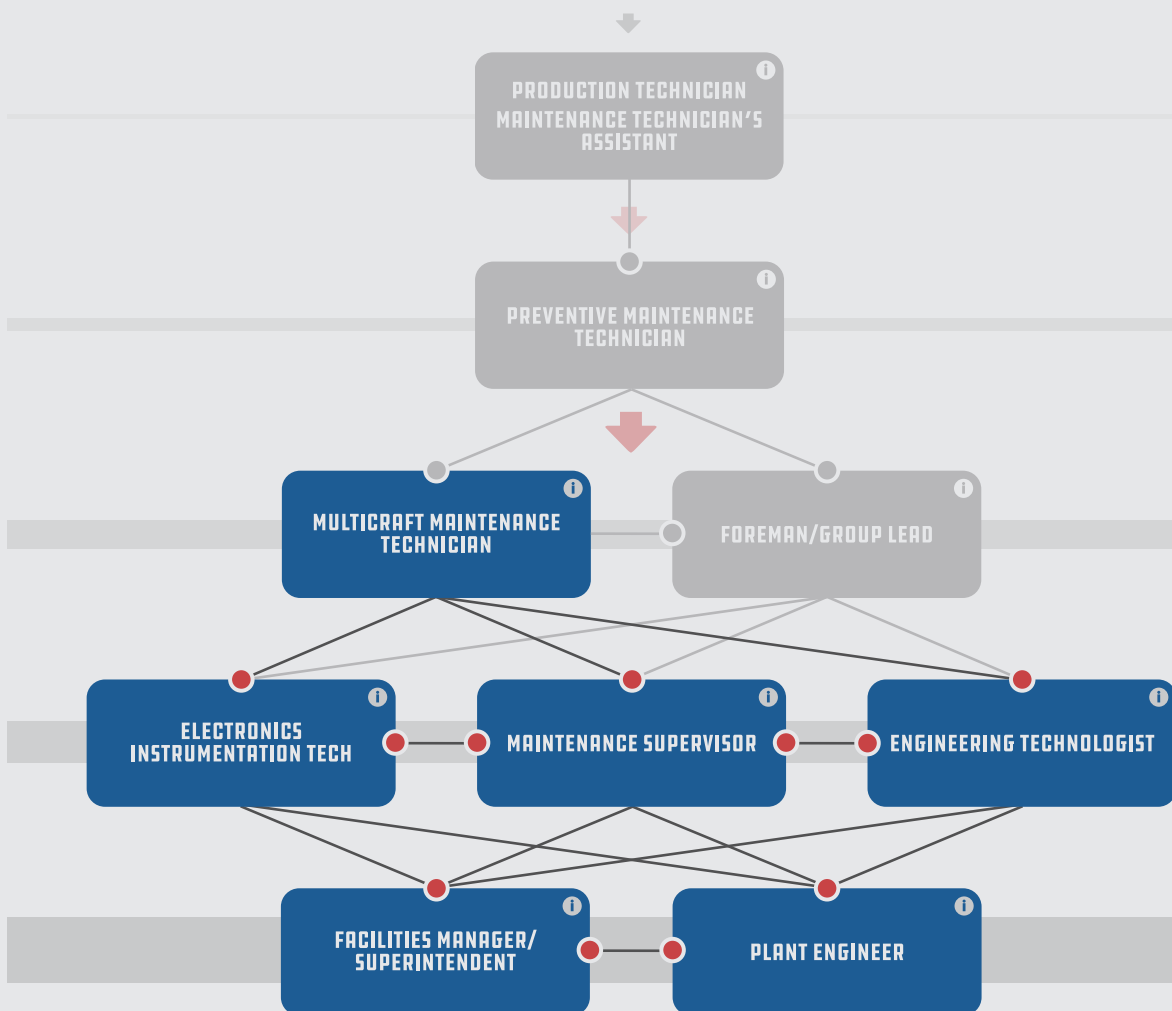 i
PRODUCTION TECHNICIAN
MAINTENANCE TECHNICIAN'S
ASSISTANT
i
PREVENTIVE MAINTENANCE
TECHNICIAN
i
MULTICRAFT MAINTENANCE
TECHNICIAN
i
FOREMAN/GROUP LEAD
i
ELECTRONICS
INSTRUMENTATION TECH
i
MAINTENANCE SUPERVISOR
i
ENGINEERING TECHNOLOGIST
i
FACILITIES MANAGER/
SUPERINTENDENT
i
PLANT ENGINEER